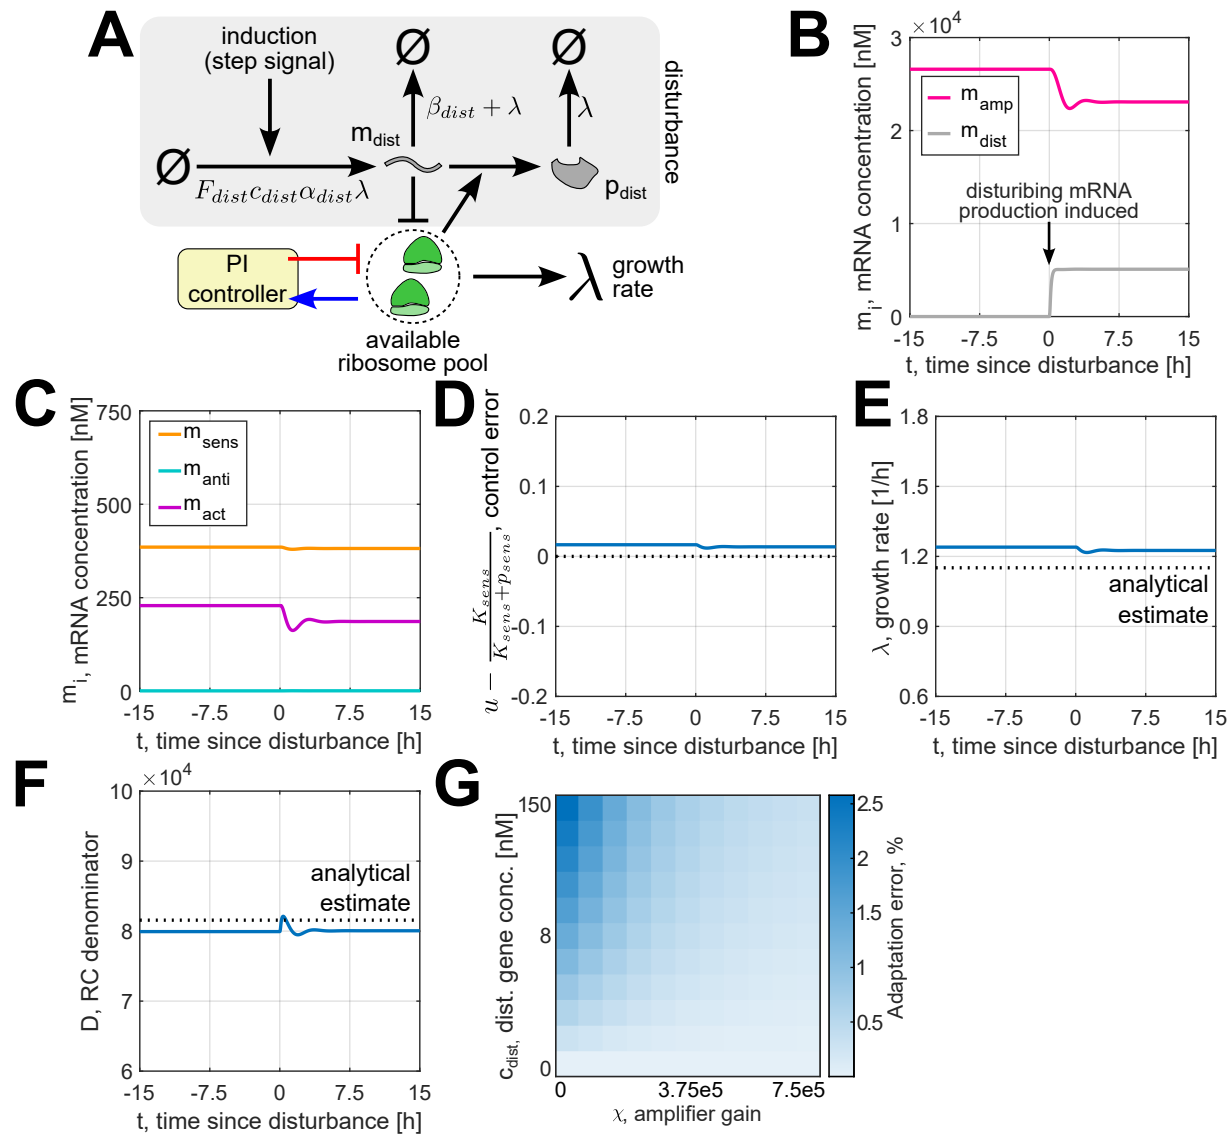 A
induction
(step signal)
Ø
Ø
Ø
β_dist + λ
λ
m_dist
F_dist c_dist α_dist λ
p_dist
disturbance
PI
controller
λ
growth
rate
available
ribosome pool
B
×10^4
3
2
1
0
m_i, mRNA concentration [nM]
m_amp
m_dist
disturibing mRNA
production induced
-15 -7.5 0 7.5 15
t, time since disturbance [h]
C
750
500
250
0
m_i, mRNA concentration [nM]
m_sens
m_anti
m_act
-15 -7.5 0 7.5 15
t, time since disturbance [h]
D
0.2
0.1
0
-0.1
-0.2
u − K_sens / K_sens+p_sens, control error
-15 -7.5 0 7.5 15
t, time since disturbance [h]
E
1.8
1.5
1.2
0.9
0.6
λ, growth rate [1/h]
analytical
estimate
-15 -7.5 0 7.5 15
t, time since disturbance [h]
F
×10^4
10
9
8
7
6
D, RC denominator
analytical
estimate
-15 -7.5 0 7.5 15
t, time since disturbance [h]
G
150
8
0
c_dist, dist. gene conc. [nM]
0 3.75e5 7.5e5
χ, amplifier gain
2.5
2
1.5
1
0.5
Adaptation error, %